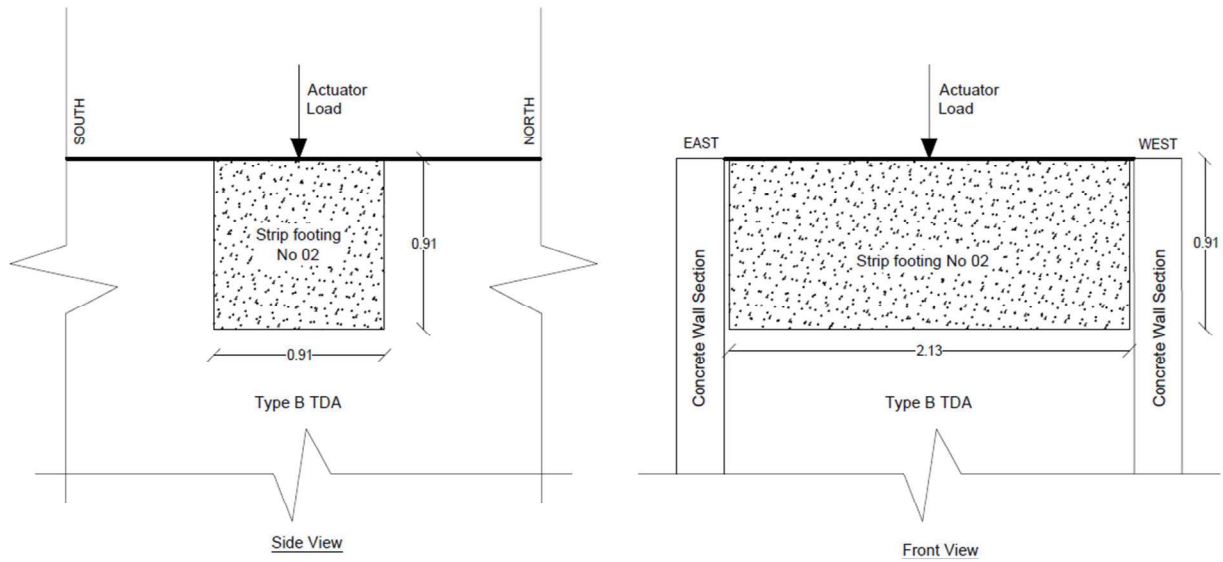 SOUTH
Actuator
Load
NORTH
Strip footing
No 02
0.91
0.91
Type B TDA
Side View
Actuator
Load
EAST
WEST
Concrete Wall Section
Strip footing No 02
Concrete Wall Section
0.91
2.13
Type B TDA
Front View